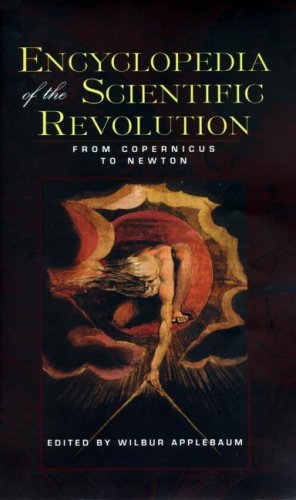 ENCYCLOPEDIA
of the SCIENTIFIC
REVOLUTION
FROM COPERNICUS
TO NEWTON
EDITED BY WILBUR APPLEBAUM